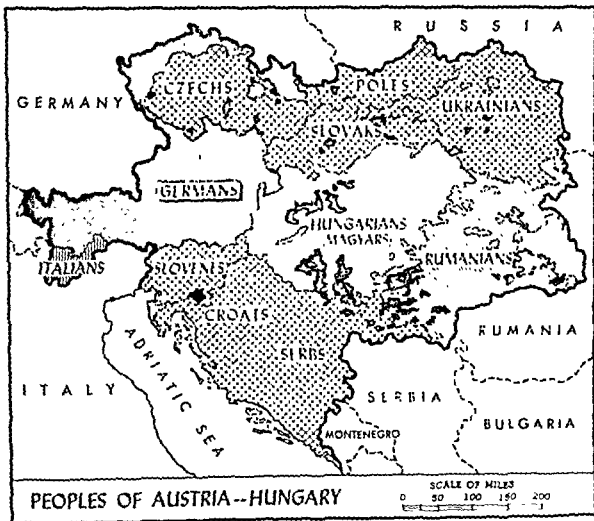 RUSSIA
GERMANY
CZECHS
POLES
UKRAINIANS
SLOVAKS
GERMANS
HUNGARIANS
MAGYARS
RUMANIANS
ITALIANS
SLOVENES
CROATS
SERBS
ADRIATIC SEA
ITALY
RUMANIA
SERBIA
MONTENEGRO
BULGARIA
PEOPLES OF AUSTRIA--HUNGARY
SCALE OF MILES
0 50 100 150 200